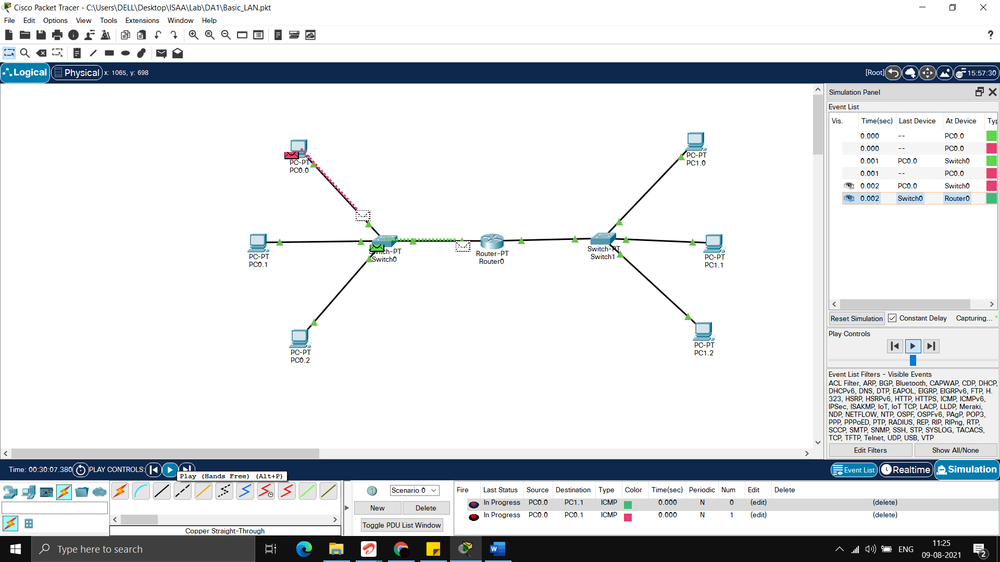 Cisco Packet Tracer - C:\Users\DELL\Desktop\ISAA\Lab\DA1\Basic_LAN.pkt
File Edit Options View Tools Extensions Window Help
?
Logical Physical x: 1065, y: 698 [Root] 15:57:30
Simulation Panel
Event List
Vis. Time(sec) Last Device At Device Typ
0.000 -- PC0.0
0.000 -- PC0.0
0.001 PC0.0 Switch0
0.001 -- PC0.0
0.002 PC0.0 Switch0
0.002 Switch0 Router0
PC-PT
PC0.0
PC-PT
PC1.0
PC-PT
PC0.1
Switch-PT
Switch0
Router-PT
Router0
Switch-PT
Switch1
PC-PT
PC1.1
PC-PT
PC0.2
PC-PT
PC1.2
Reset Simulation Constant Delay Capturing... *
Play Controls
Event List Filters - Visible Events
ACL Filter, ARP, BGP, Bluetooth, CAPWAP, CDP, DHCP,
DHCPv6, DNS, DTP, EAPOL, EIGRP, EIGRPv6, FTP, H.
323, HSRP, HSRPv6, HTTP, HTTPS, ICMP, ICMPv6,
IPSec, ISAKMP, IoT, IoT TCP, LACP, LLDP, Meraki,
NDP, NETFLOW, NTP, OSPF, OSPFv6, PAgP, POP3,
PPP, PPPoED, PTP, RADIUS, REP, RIP, RIPng, RTP,
SCCP, SMTP, SNMP, SSH, STP, SYSLOG, TACACS,
TCP, TFTP, Telnet, UDP, USB, VTP
Edit Filters Show All/None
Time: 00:30:07.380 PLAY CONTROLS: Event List Realtime Simulation
Play (Hands Free) (Alt+P)
Scenario 0
New Delete
Toggle PDU List Window
Copper Straight-Through
Fire Last Status Source Destination Type Color Time(sec) Periodic Num Edit Delete
In Progress PC0.0 PC1.1 ICMP 0.000 N 0 (edit) (delete)
In Progress PC0.0 PC0.1 ICMP 0.000 N 1 (edit) (delete)
Type here to search
W
ENG
11:25
09-08-2021
2